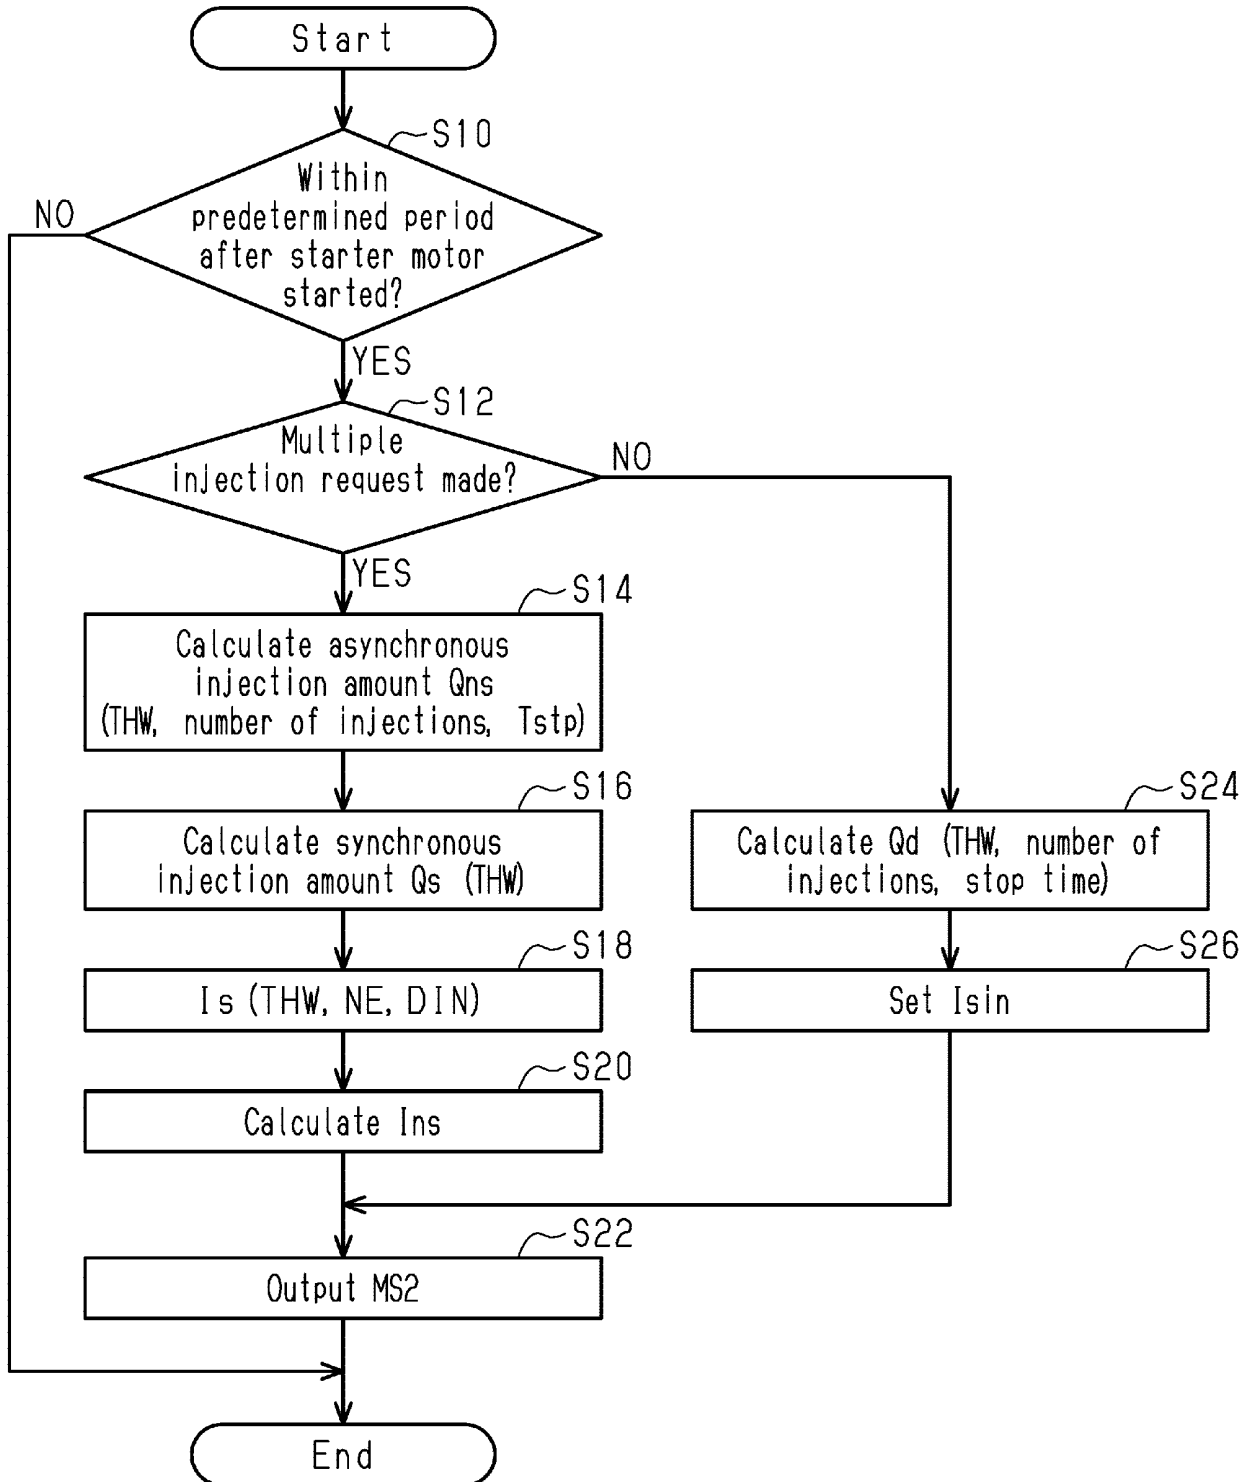 Start
S10
Within
predetermined period
after starter motor
started?
NO
YES
S12
Multiple
injection request made?
NO
YES
S14
Calculate asynchronous
injection amount Qns
(THW, number of injections, Tstp)
S16
Calculate synchronous
injection amount Qs (THW)
S24
Calculate Qd (THW, number of
injections, stop time)
S18
Is (THW, NE, DIN)
S26
Set Isin
S20
Calculate Ins
S22
Output MS2
End